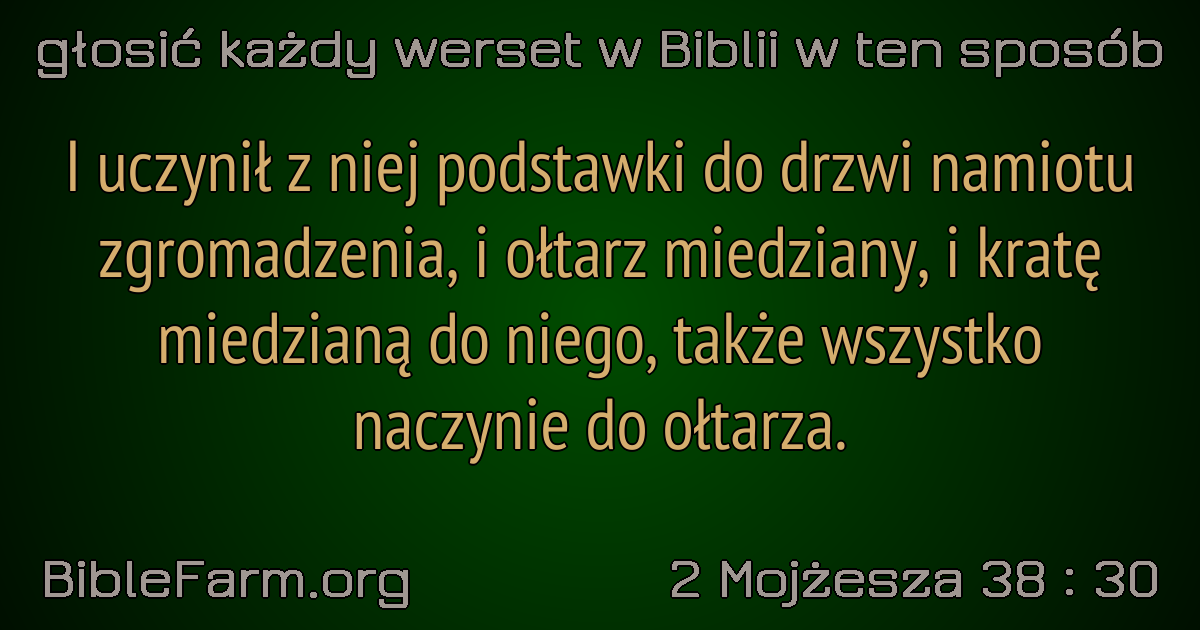 głosić każdy werset w Biblii w ten sposób
I uczynił z niej podstawki do drzwi namiotu
zgromadzenia, i ołtarz miedziany, i kratę
miedzianą do niego, także wszystko
naczynie do ołtarza.
BibleFarm.org
2 Mojżesza 38 : 30